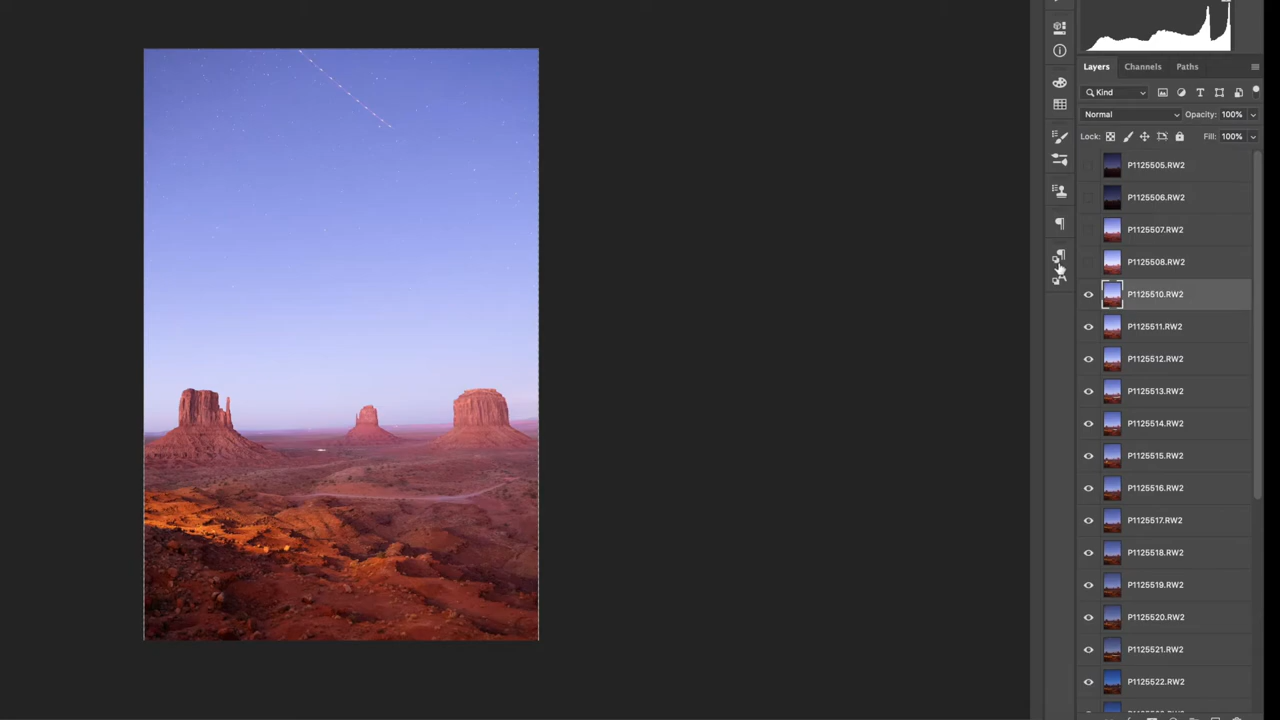 Layers Channels Paths
Kind
Normal Opacity: 100%
Lock: Fill: 100%
P1125505.RW2
P1125506.RW2
P1125507.RW2
P1125508.RW2
P1125510.RW2
P1125511.RW2
P1125512.RW2
P1125513.RW2
P1125514.RW2
P1125515.RW2
P1125516.RW2
P1125517.RW2
P1125518.RW2
P1125519.RW2
P1125520.RW2
P1125521.RW2
P1125522.RW2